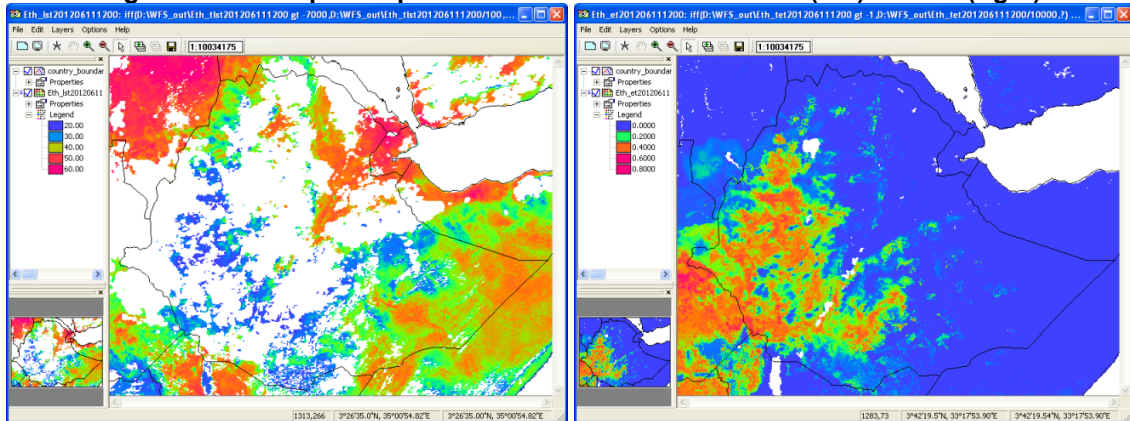 Eth_lst201206111200: iff(D:\WFS_out\Eth_tlst201206111200 gt -7000,D:\WFS_out\Eth_tlst201206111200/100,...
File Edit Layers Options Help
1:10034175
country_boundar
Properties
Eth_lst20120611
Properties
Legend
20.00
30.00
40.00
50.00
60.00
1313,266 3°26'35.0"N, 35°00'54.82"E 3°26'35.00"N, 35°00'54.82"E
Eth_et201206111200: iff(D:\WFS_out\Eth_tet201206111200 gt -1,D:\WFS_out\Eth_tet201206111200/10000,?) ...
File Edit Layers Options Help
1:10034175
country_boundar
Properties
Eth_et20120611
Properties
Legend
0.0000
0.2000
0.4000
0.6000
0.8000
1283,73 3°42'19.5"N, 33°17'53.90"E 3°42'19.54"N, 33°17'53.90"E